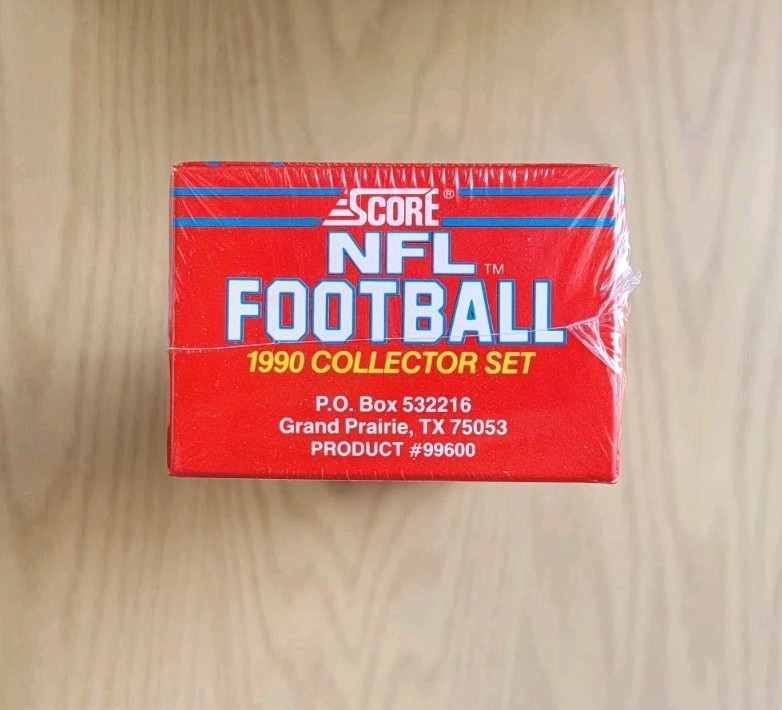 SCORE®
NFL™
FOOTBALL
1990 COLLECTOR SET
P.O. Box 532216
Grand Prairie, TX 75053
PRODUCT #99600